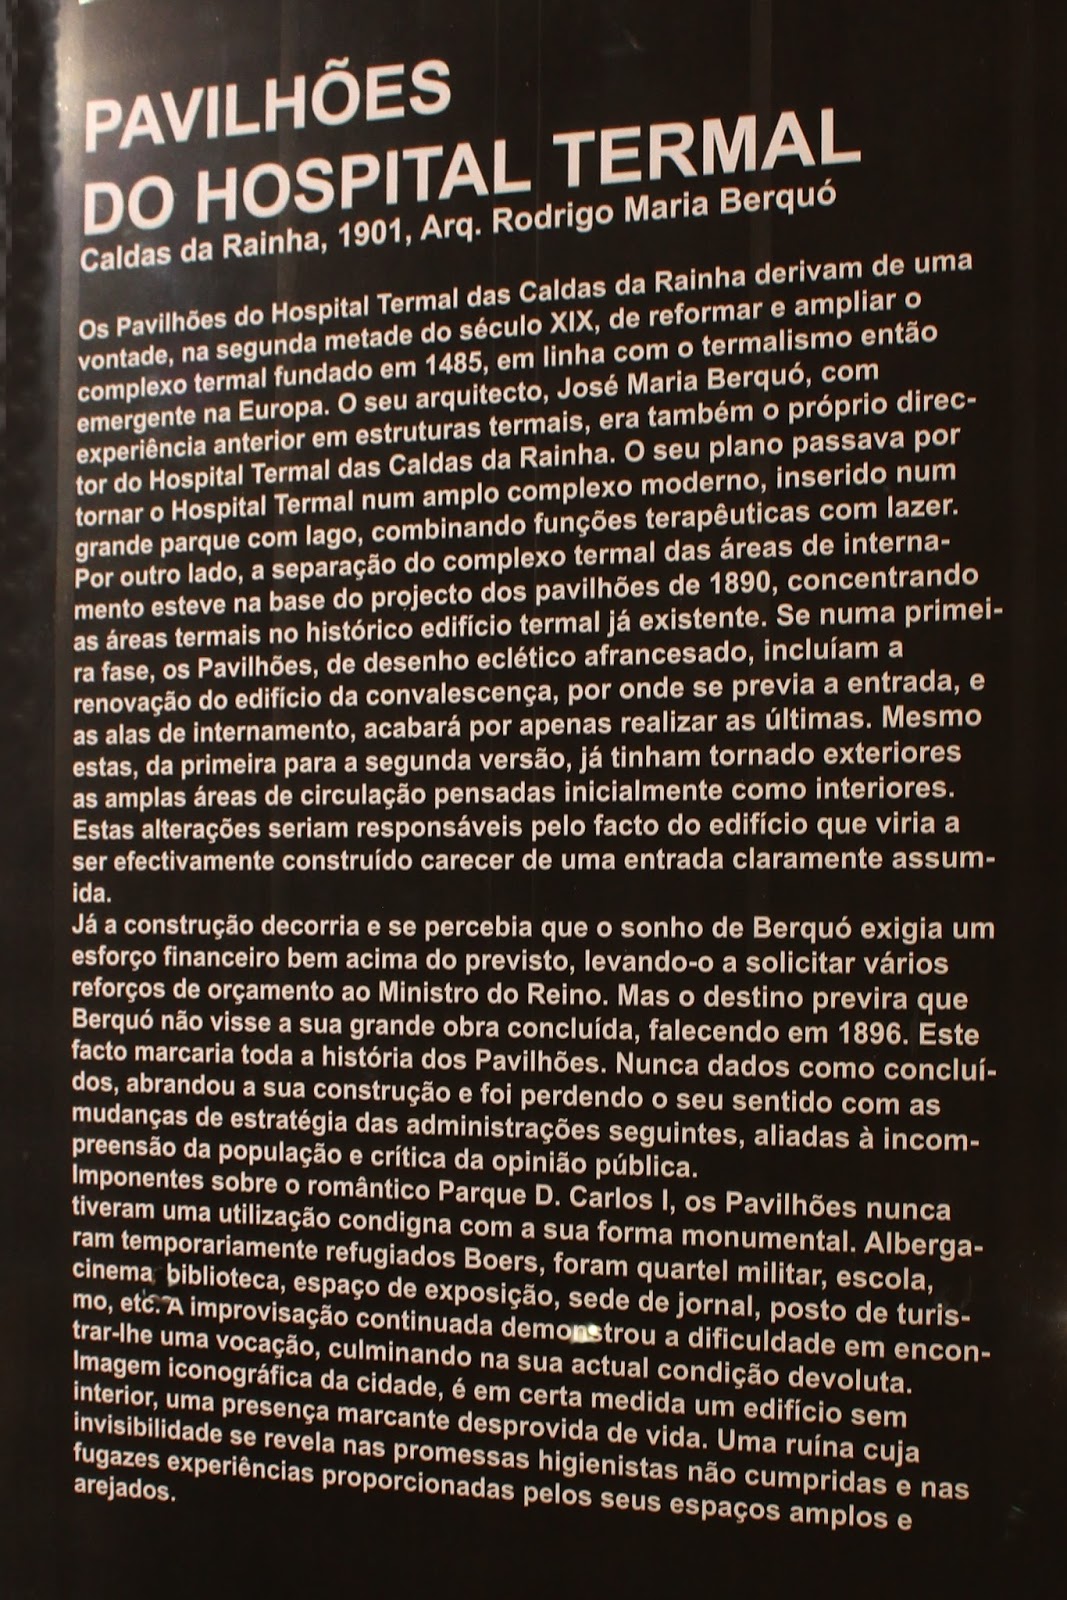 PAVILHÕES
DO HOSPITAL TERMAL
Caldas da Rainha, 1901, Arq. Rodrigo Maria Berquó
Os Pavilhões do Hospital Termal das Caldas da Rainha derivam de uma
vontade, na segunda metade do século XIX, de reformar e ampliar o
complexo termal fundado em 1485, em linha com o termalismo então
emergente na Europa. O seu arquitecto, José Maria Berquó, com
experiência anterior em estruturas termais, era também o próprio direc-
tor do Hospital Termal das Caldas da Rainha. O seu plano passava por
tornar o Hospital Termal num amplo complexo moderno, inserido num
grande parque com lago, combinando funções terapêuticas com lazer.
Por outro lado, a separação do complexo termal das áreas de interna-
mento esteve na base do projecto dos pavilhões de 1890, concentrando
as áreas termais no histórico edifício termal já existente. Se numa primei-
ra fase, os Pavilhões, de desenho eclético afrancesado, incluíam a
renovação do edifício da convalescença, por onde se previa a entrada, e
as alas de internamento, acabará por apenas realizar as últimas. Mesmo
estas, da primeira para a segunda versão, já tinham tornado exteriores
as amplas áreas de circulação pensadas inicialmente como interiores.
Estas alterações seriam responsáveis pelo facto do edifício que viria a
ser efectivamente construído carecer de uma entrada claramente assum-
ida.
Já a construção decorria e se percebia que o sonho de Berquó exigia um
esforço financeiro bem acima do previsto, levando-o a solicitar vários
reforços de orçamento ao Ministro do Reino. Mas o destino previra que
Berquó não visse a sua grande obra concluída, falecendo em 1896. Este
facto marcaria toda a história dos Pavilhões. Nunca dados como concluí-
dos, abrandou a sua construção e foi perdendo o seu sentido com as
mudanças de estratégia das administrações seguintes, aliadas à incom-
preensão da população e crítica da opinião pública.
Imponentes sobre o romântico Parque D. Carlos I, os Pavilhões nunca
tiveram uma utilização condigna com a sua forma monumental. Alberga-
ram temporariamente refugiados Boers, foram quartel militar, escola,
cinema, biblioteca, espaço de exposição, sede de jornal, posto de turis-
mo, etc. A improvisação continuada demonstrou a dificuldade em encon-
trar-lhe uma vocação, culminando na sua actual condição devoluta.
Imagem iconográfica da cidade, é em certa medida um edifício sem
interior, uma presença marcante desprovida de vida. Uma ruína cuja
invisibilidade se revela nas promessas higienistas não cumpridas e nas
fugazes experiências proporcionadas pelos seus espaços amplos e
arejados.